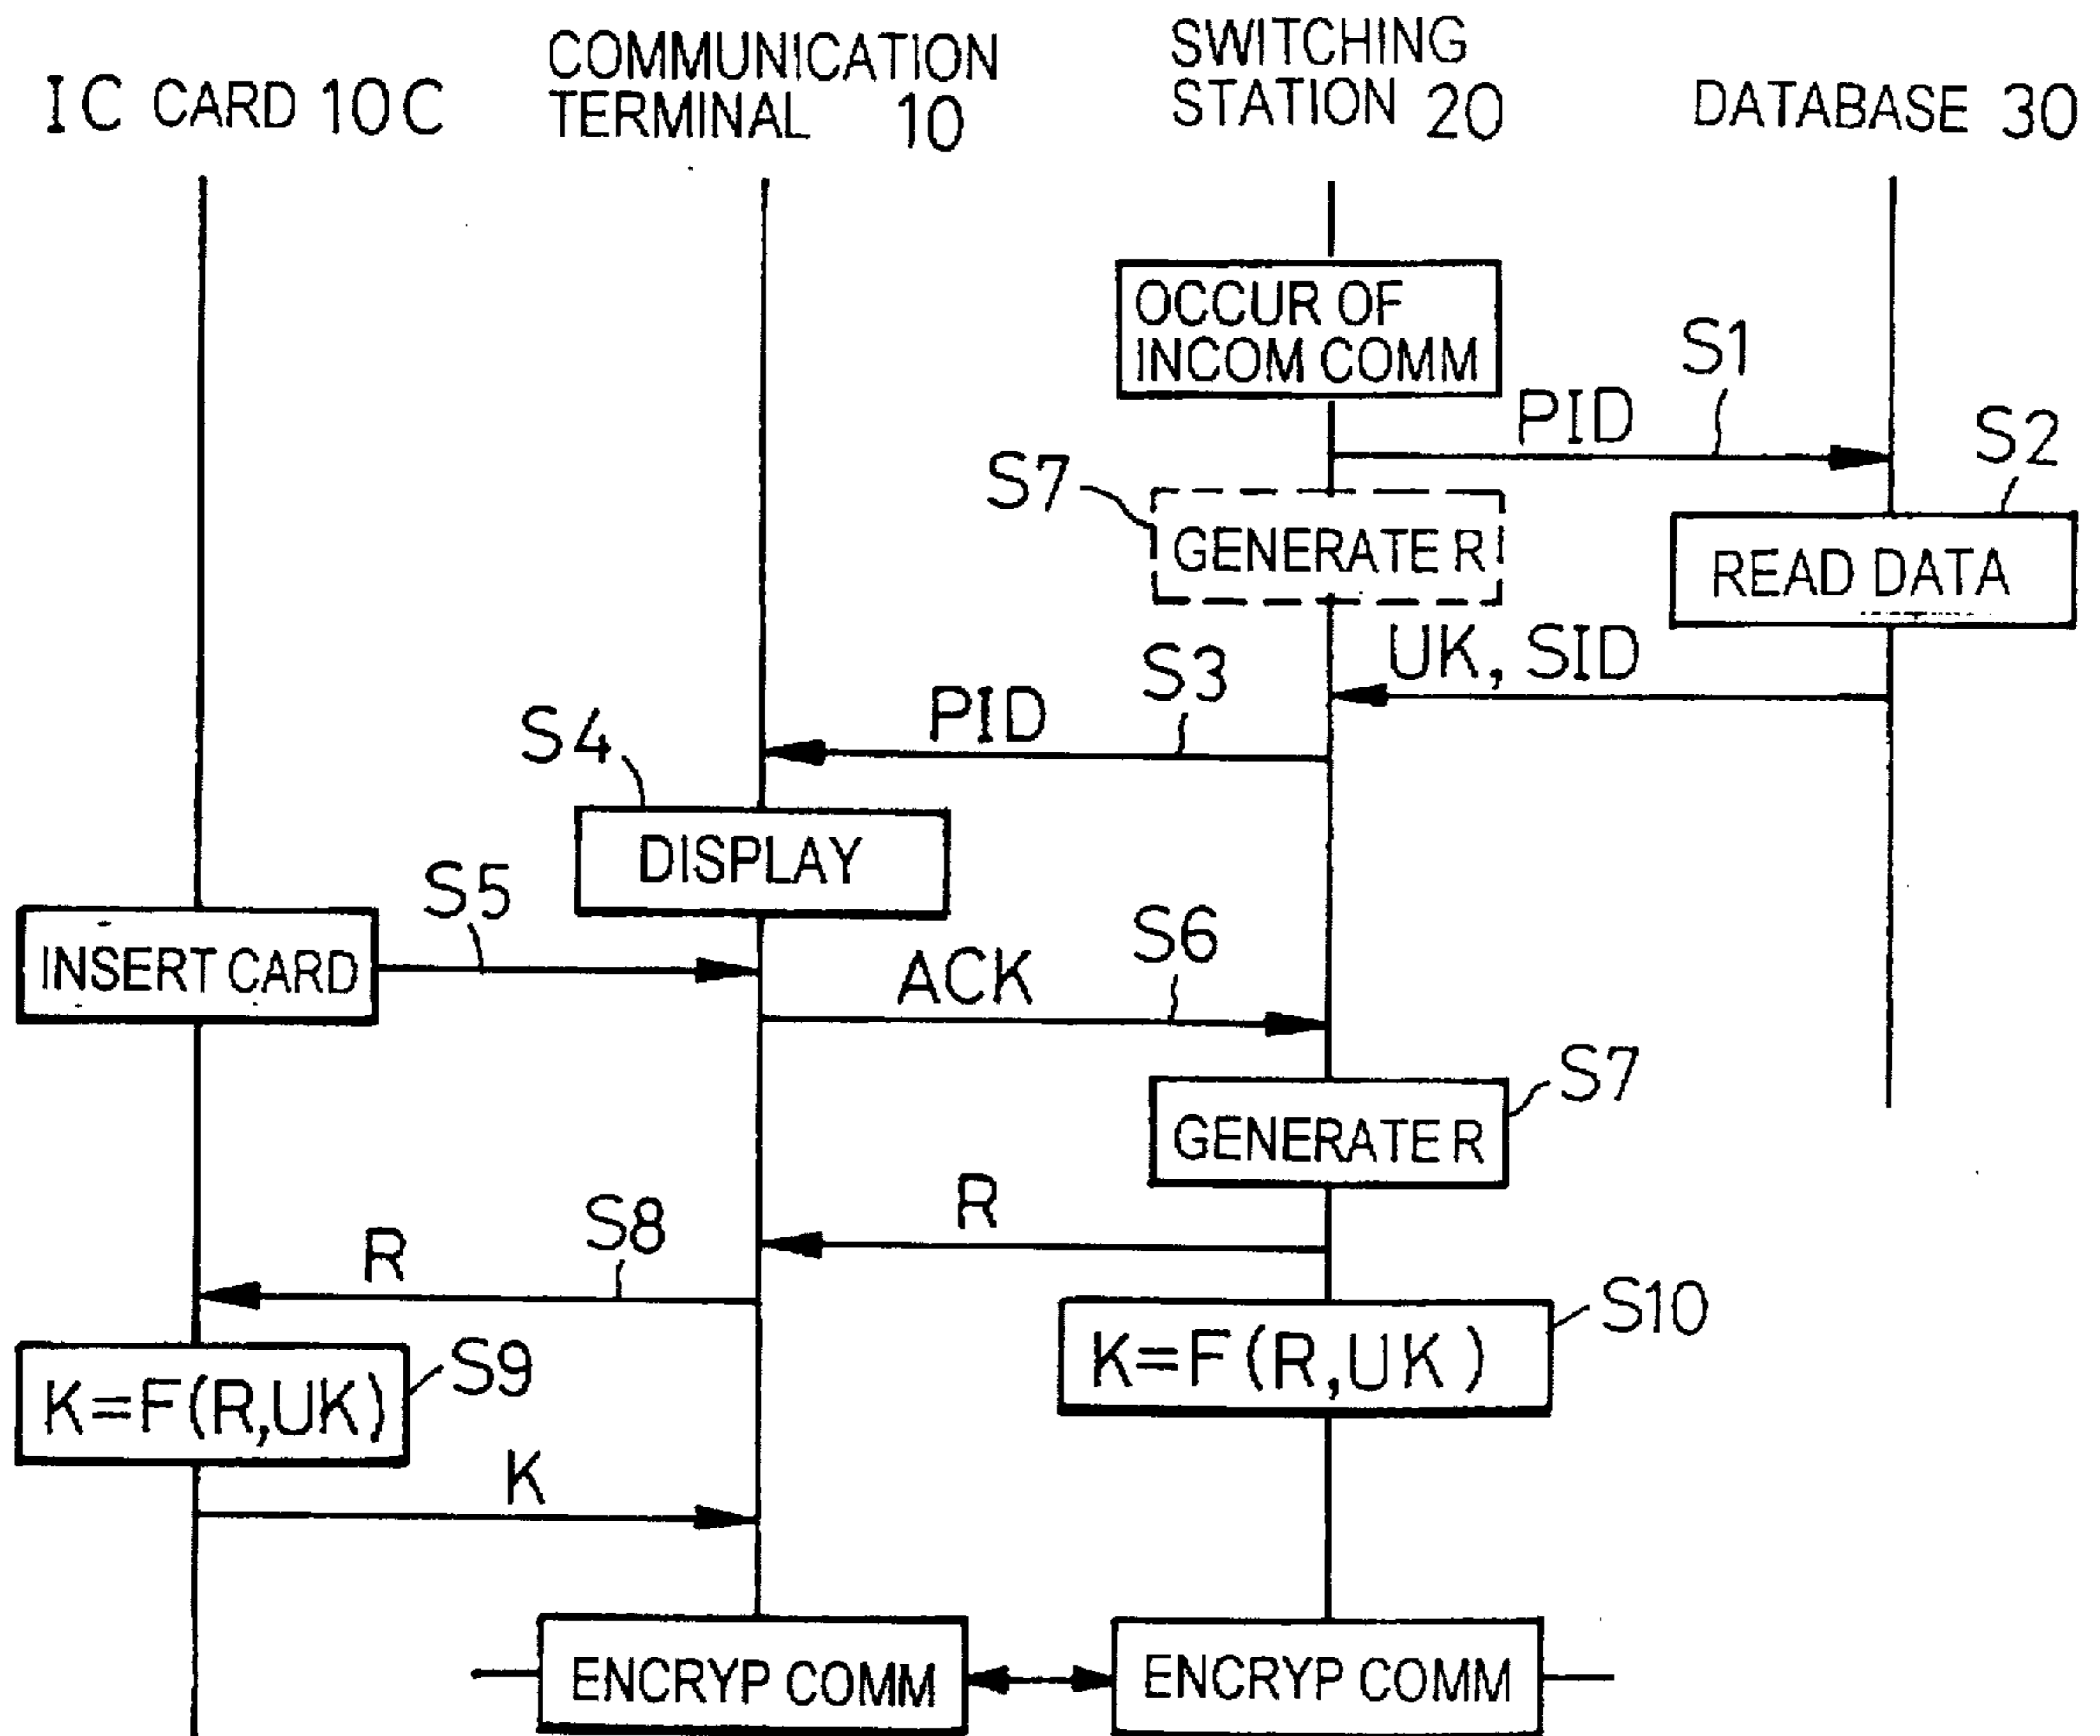 IC CARD 10C
COMMUNICATION
TERMINAL 10
SWITCHING
STATION 20
DATABASE 30
OCCUR OF
INCOM COMM
S1
PID
S2
S7
GENERATE R
READ DATA
UK, SID
S3
PID
S4
DISPLAY
S5
INSERT CARD
S6
ACK
S7
GENERATE R
R
S8
R
S10
K=F(R,UK)
S9
K=F(R,UK)
K
ENCRYP COMM
ENCRYP COMM